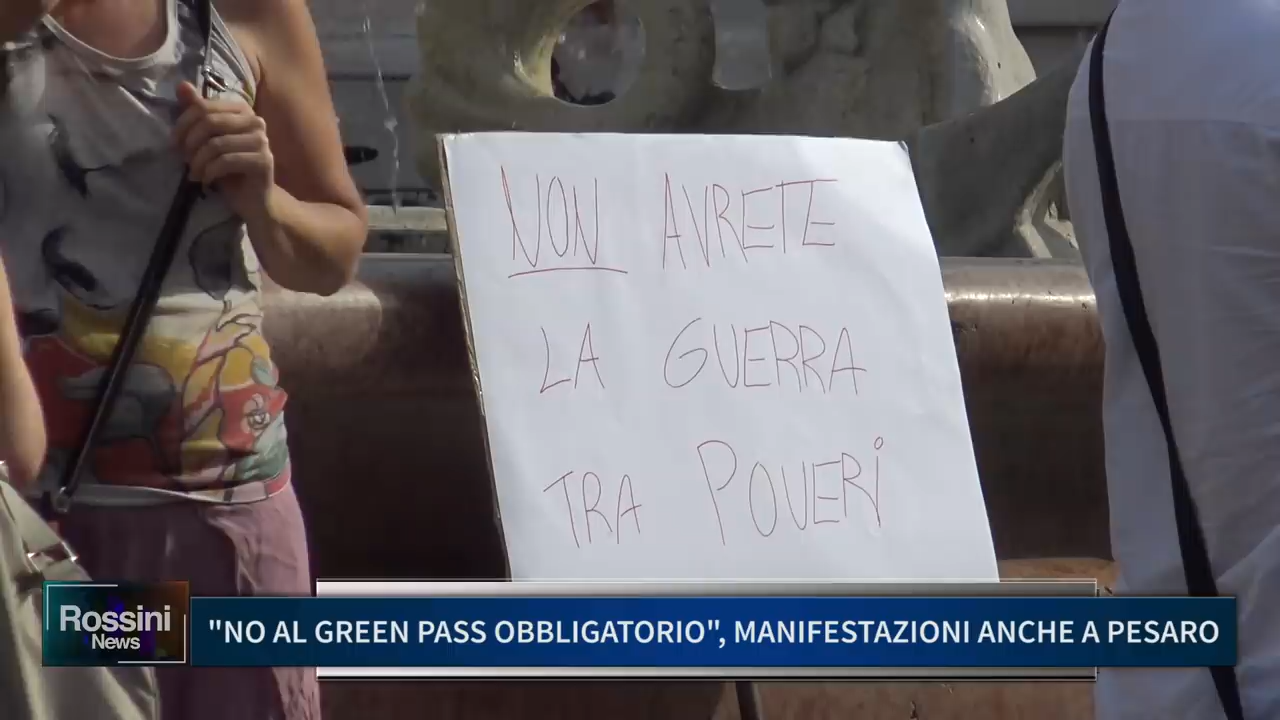 NON AVRETE
LA GUERRA
TRA POVERi
Rossini
News
"NO AL GREEN PASS OBBLIGATORIO", MANIFESTAZIONI ANCHE A PESARO